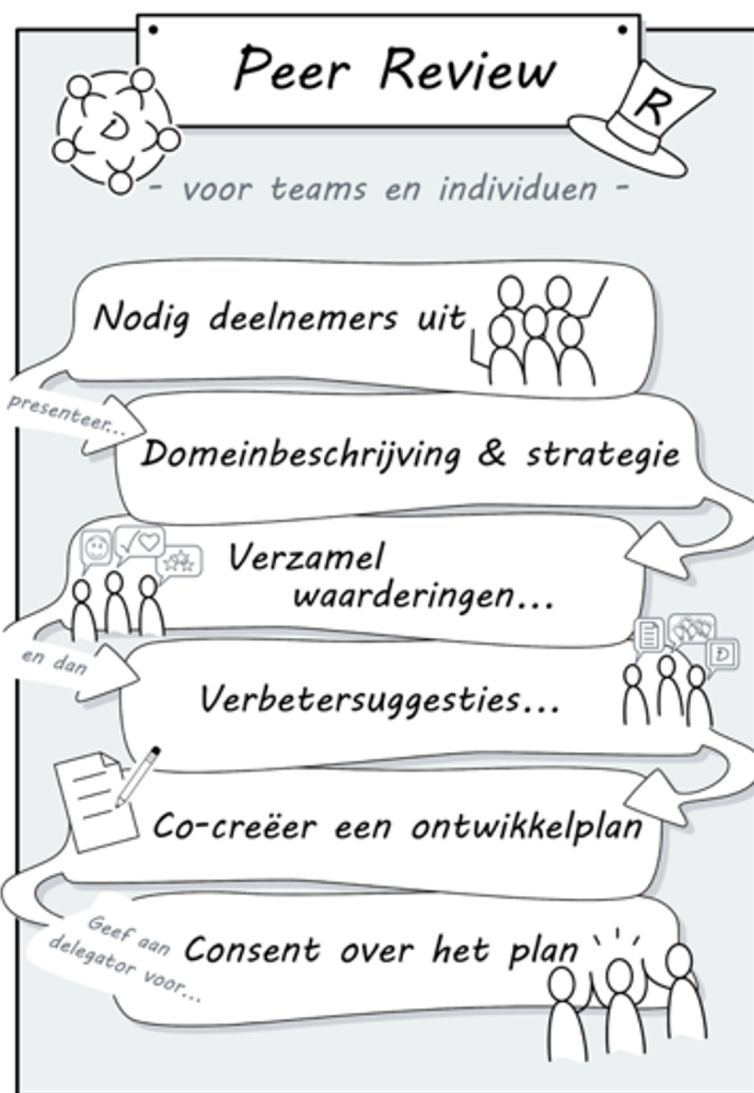 Peer Review
R
- voor teams en individuen -
Nodig deelnemers uit
presenteer...
Domeinbeschrijving & strategie
Verzamel
waarderingen...
en dan
D
Verbetersuggesties...
Co-creëer een ontwikkelplan
Geef aan
delegator voor...
Consent over het plan